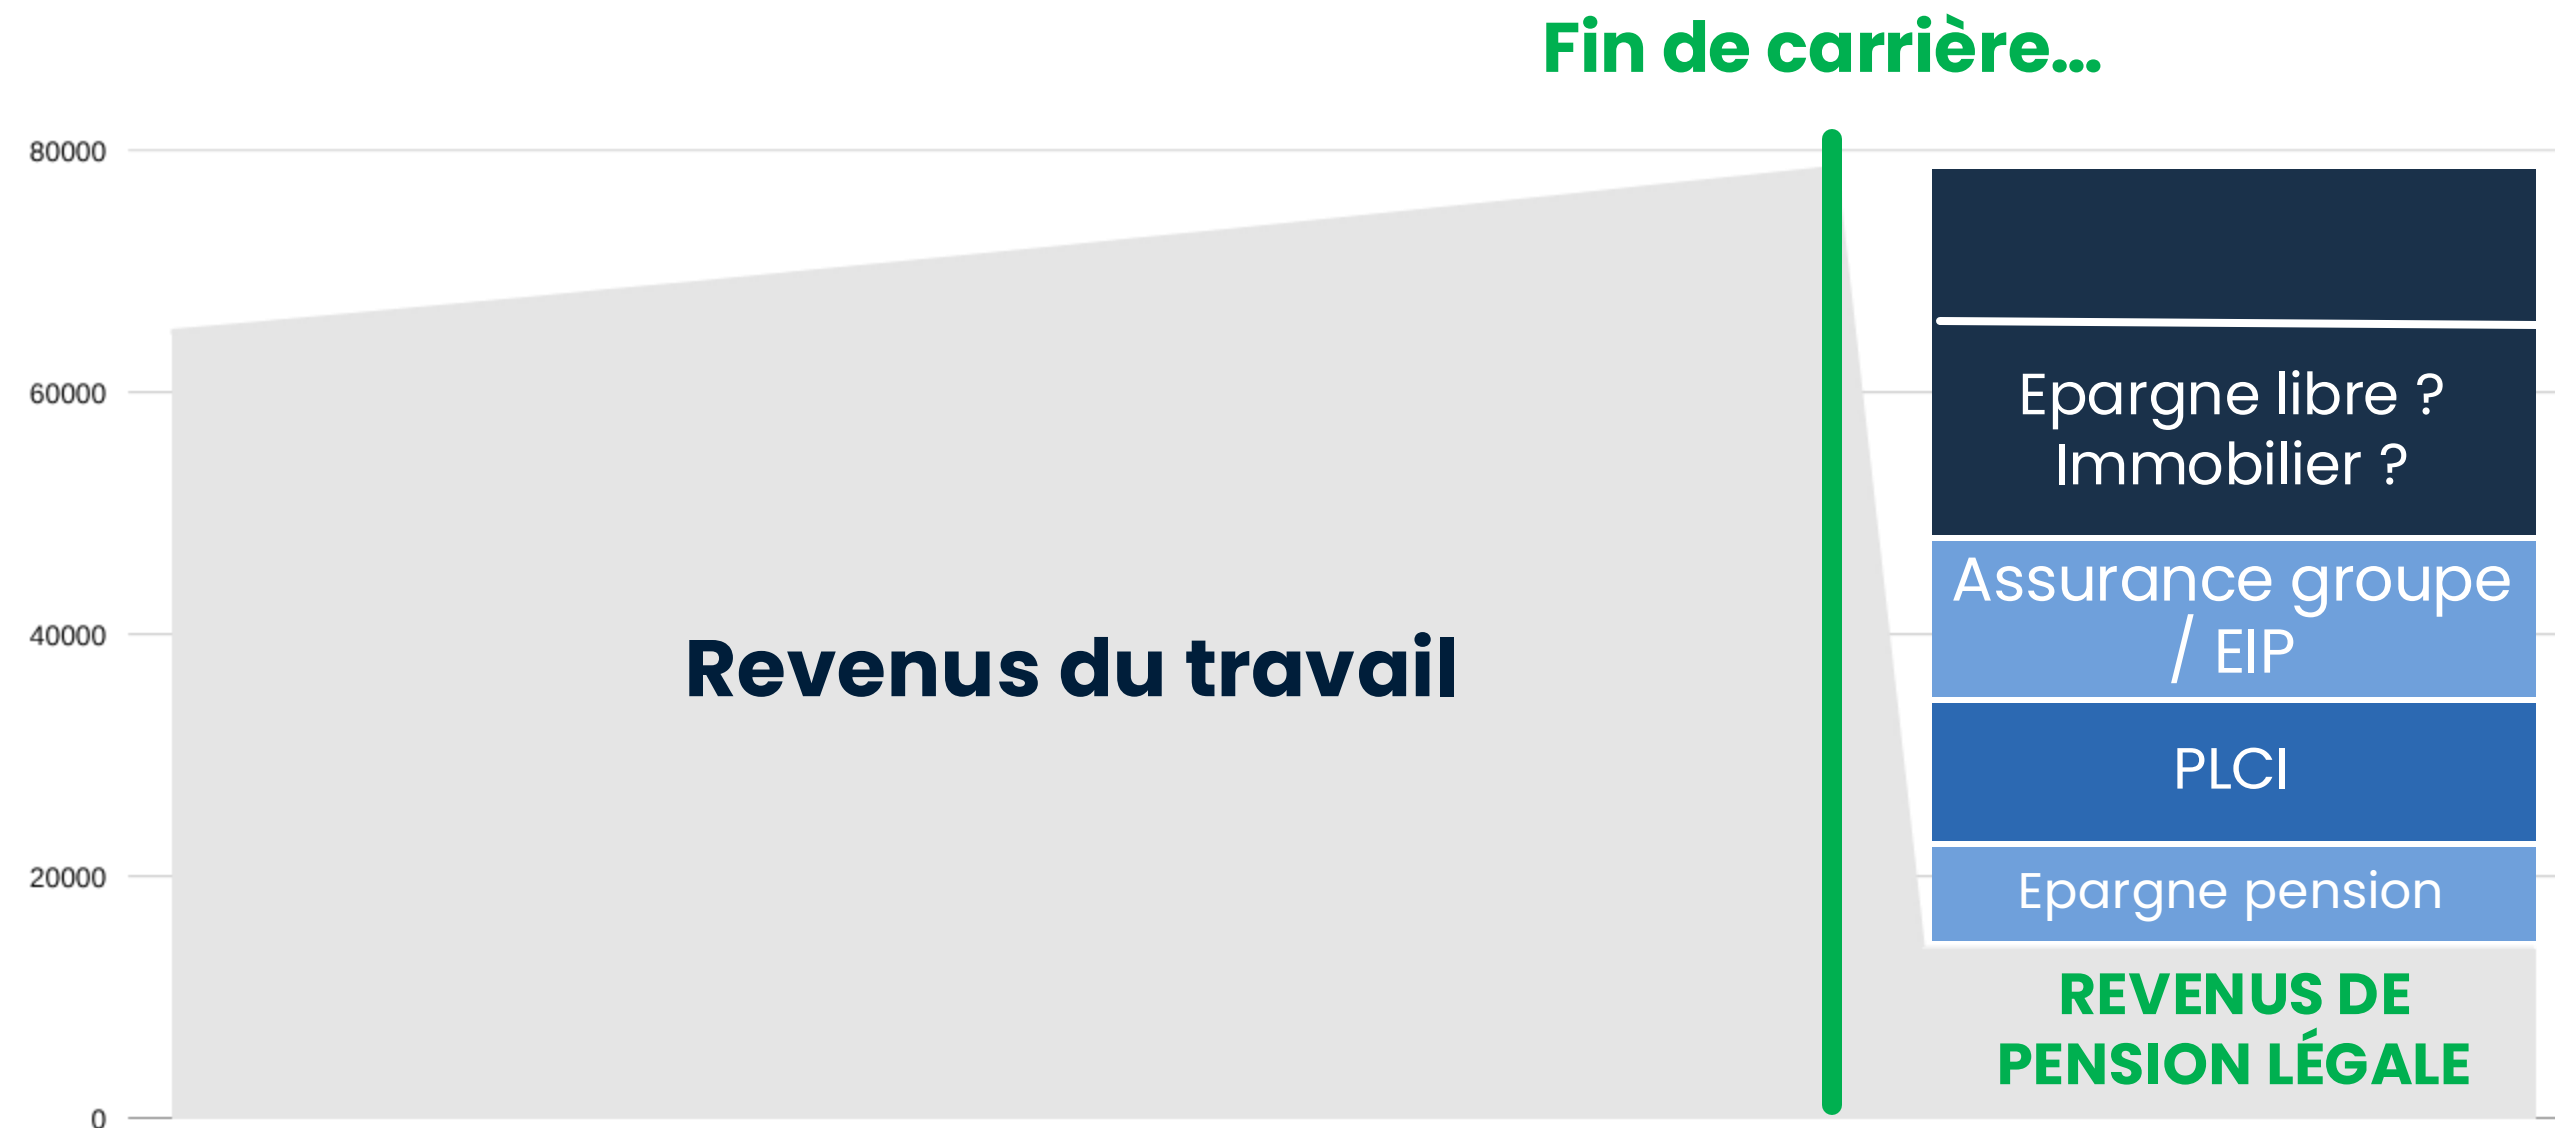 Fin de carrière...
80000
60000
40000
20000
0
Revenus du travail
Epargne libre ?
Immobilier ?
Assurance groupe
/ EIP
PLCI
Epargne pension
REVENUS DE
PENSION LÉGALE